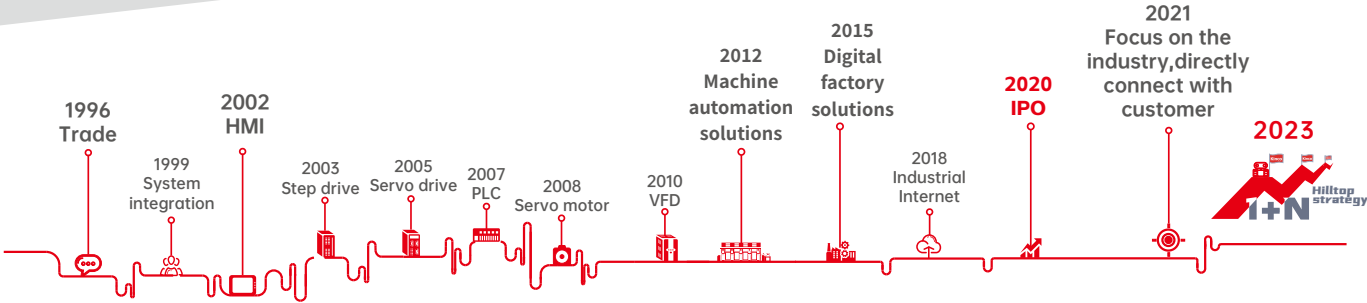 1996
Trade
1999
System
integration
2002
HMI
2003
Step drive
2005
Servo drive
2007
PLC
2008
Servo motor
2010
VFD
2012
Machine
automation
solutions
2015
Digital
factory
solutions
2018
Industrial
Internet
2020
IPO
2021
Focus on the
industry,directly
connect with
customer
2023
1+N
Hilltop
strategy